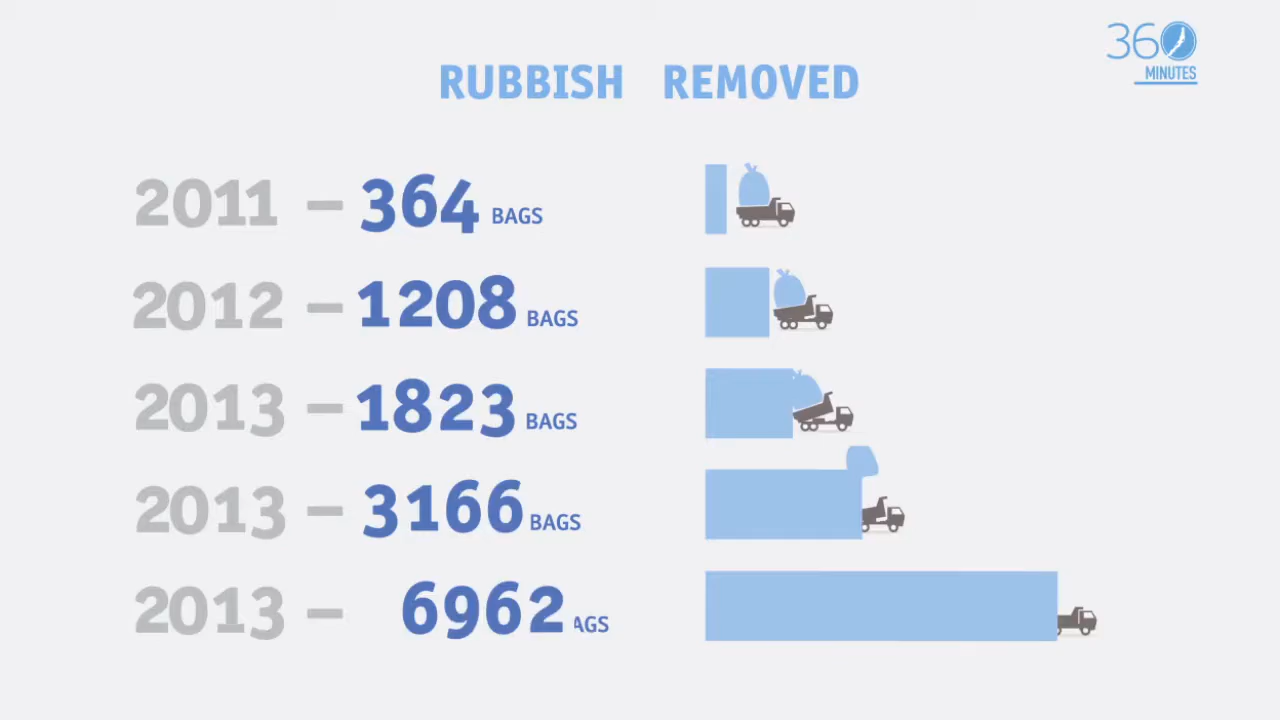 360
MINUTES
RUBBISH REMOVED
2011 – 364 BAGS
2012 – 1208 BAGS
2013 – 1823 BAGS
2013 – 3166 BAGS
2013 – 6962 AGS